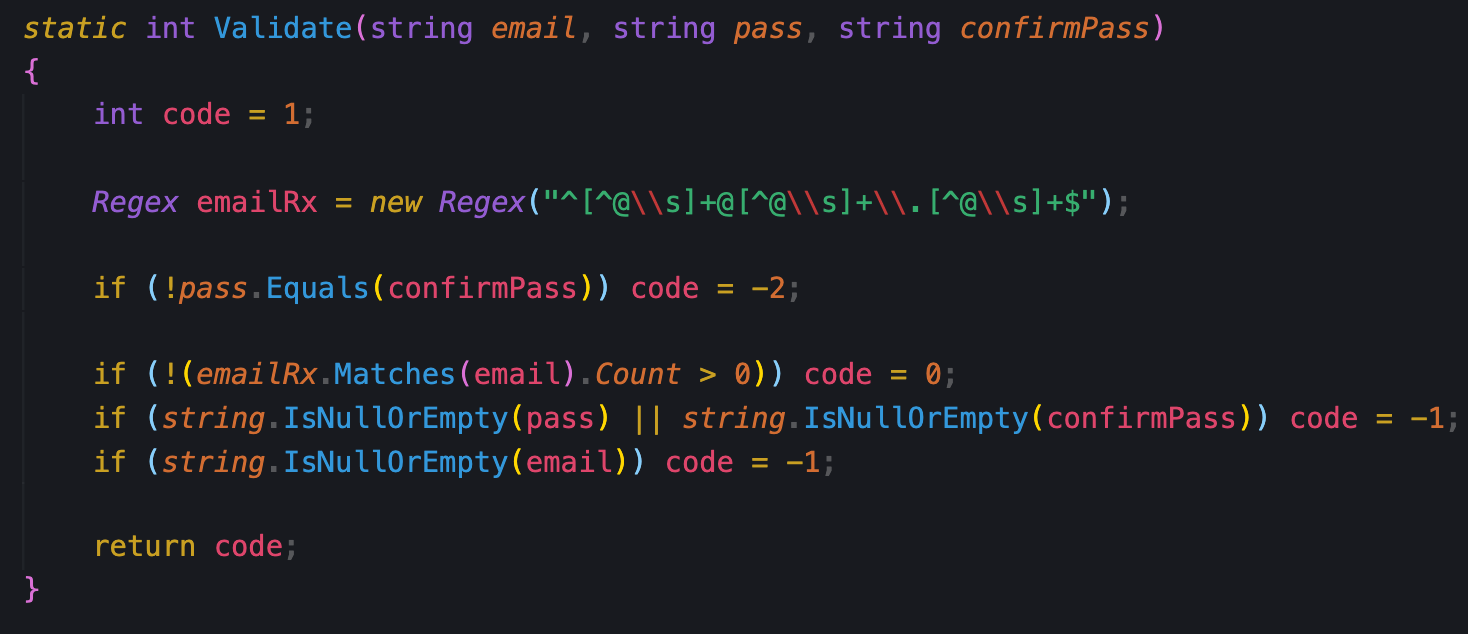 static int Validate(string email, string pass, string confirmPass)
{
    int code = 1;

    Regex emailRx = new Regex("^[^@\\s]+@[^@\\s]+\\.[^@\\s]+$");

    if (!pass.Equals(confirmPass)) code = -2;

    if (!(emailRx.Matches(email).Count > 0)) code = 0;
    if (string.IsNullOrEmpty(pass) || string.IsNullOrEmpty(confirmPass)) code = -1;
    if (string.IsNullOrEmpty(email)) code = -1;

    return code;
}